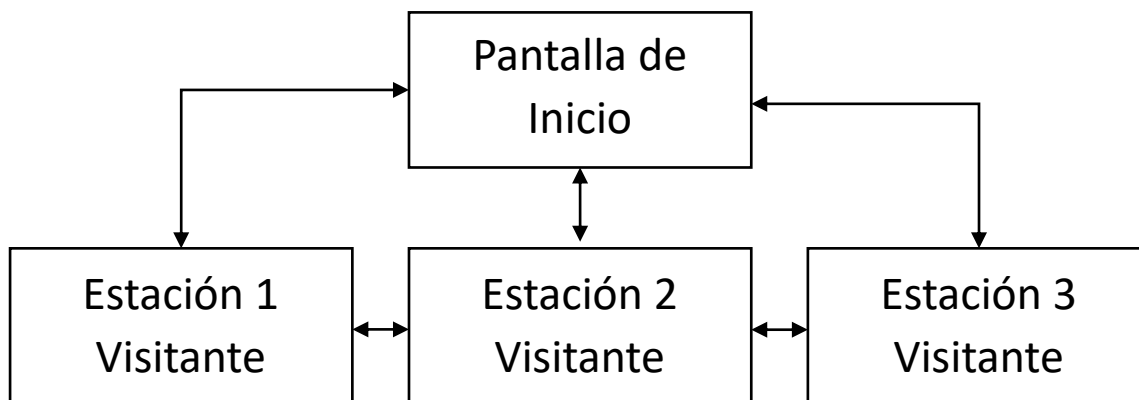 Pantalla de
Inicio
Estación 1
Visitante
Estación 2
Visitante
Estación 3
Visitante